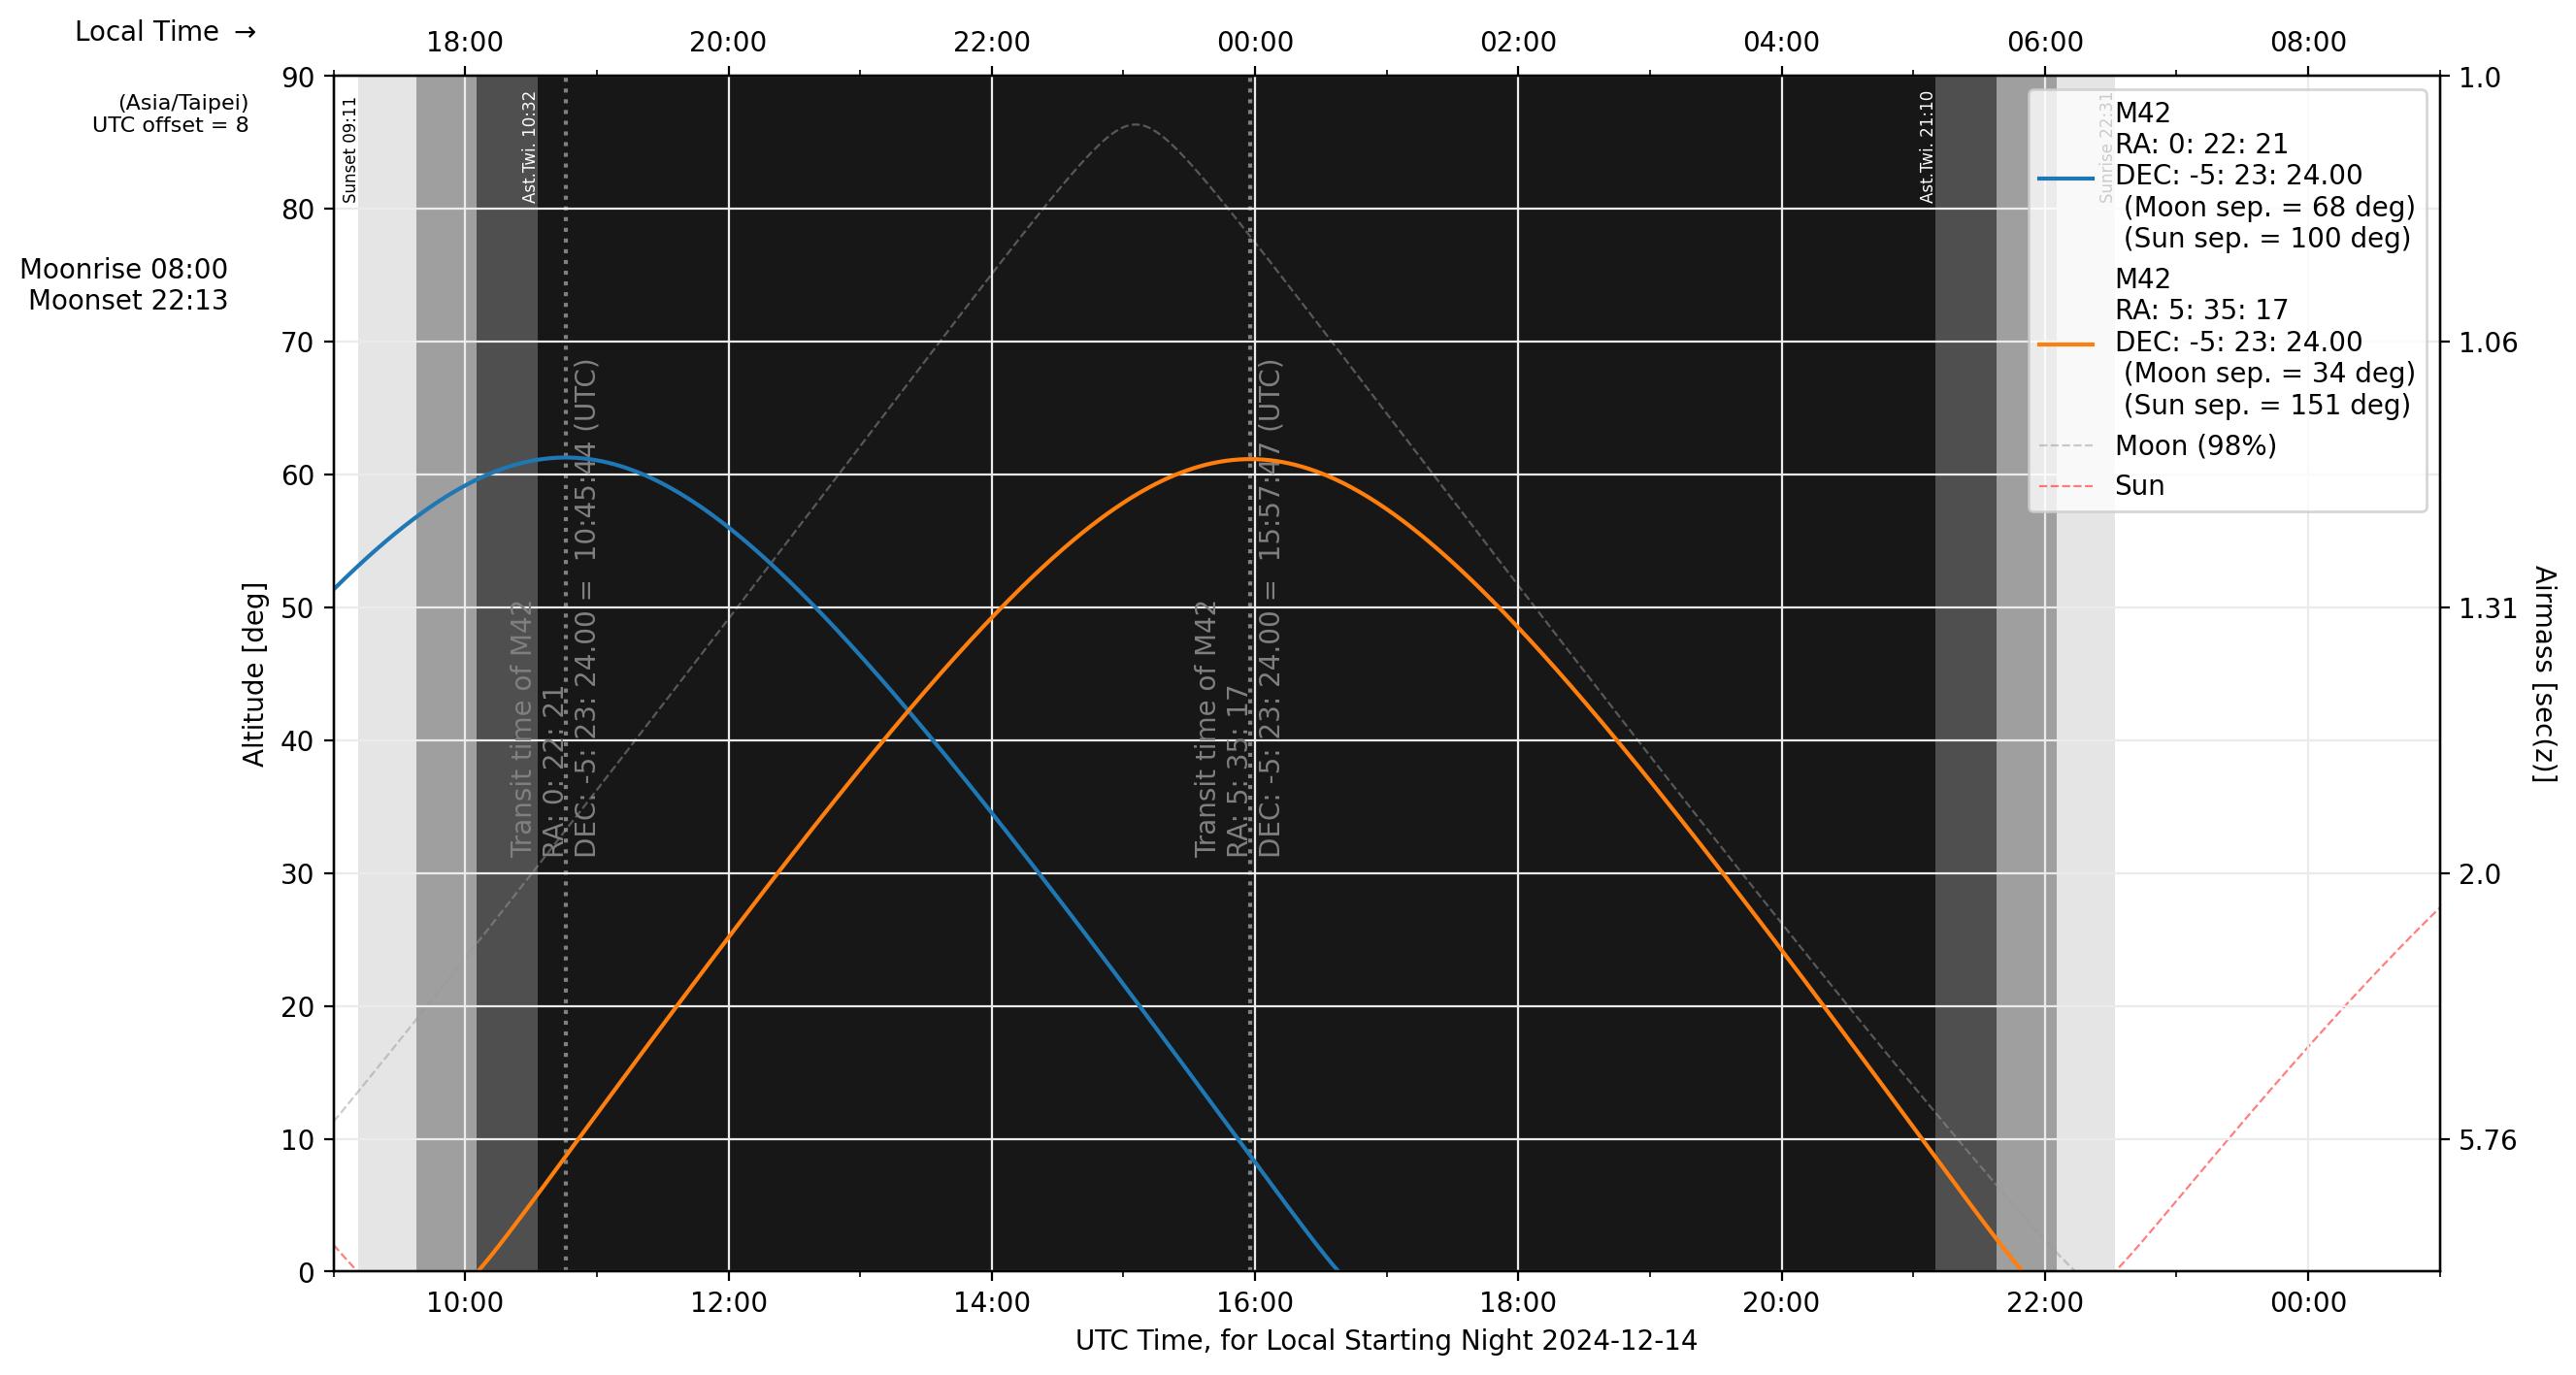 Local Time →
18:00 20:00 22:00 00:00 02:00 04:00 06:00 08:00
(Asia/Taipei)
UTC offset = 8
Moonrise 08:00
Moonset 22:13
Altitude [deg]
90
80
70
60
50
40
30
20
10
0
Sunset 09:11
Ast.Twi. 10:32
Transit time of M42
RA: 0: 22: 21
DEC: -5: 23: 24.00 = 10:45:44 (UTC)
Transit time of M42
RA: 5: 35: 17
DEC: -5: 23: 24.00 = 15:57:47 (UTC)
Ast.Twi. 21:10
Sunrise 22:31
M42
RA: 0: 22: 21
DEC: -5: 23: 24.00
(Moon sep. = 68 deg)
(Sun sep. = 100 deg)
M42
RA: 5: 35: 17
DEC: -5: 23: 24.00
(Moon sep. = 34 deg)
(Sun sep. = 151 deg)
Moon (98%)
Sun
1.0
1.06
1.31
2.0
5.76
Airmass [sec(z)]
10:00 12:00 14:00 16:00 18:00 20:00 22:00 00:00
UTC Time, for Local Starting Night 2024-12-14